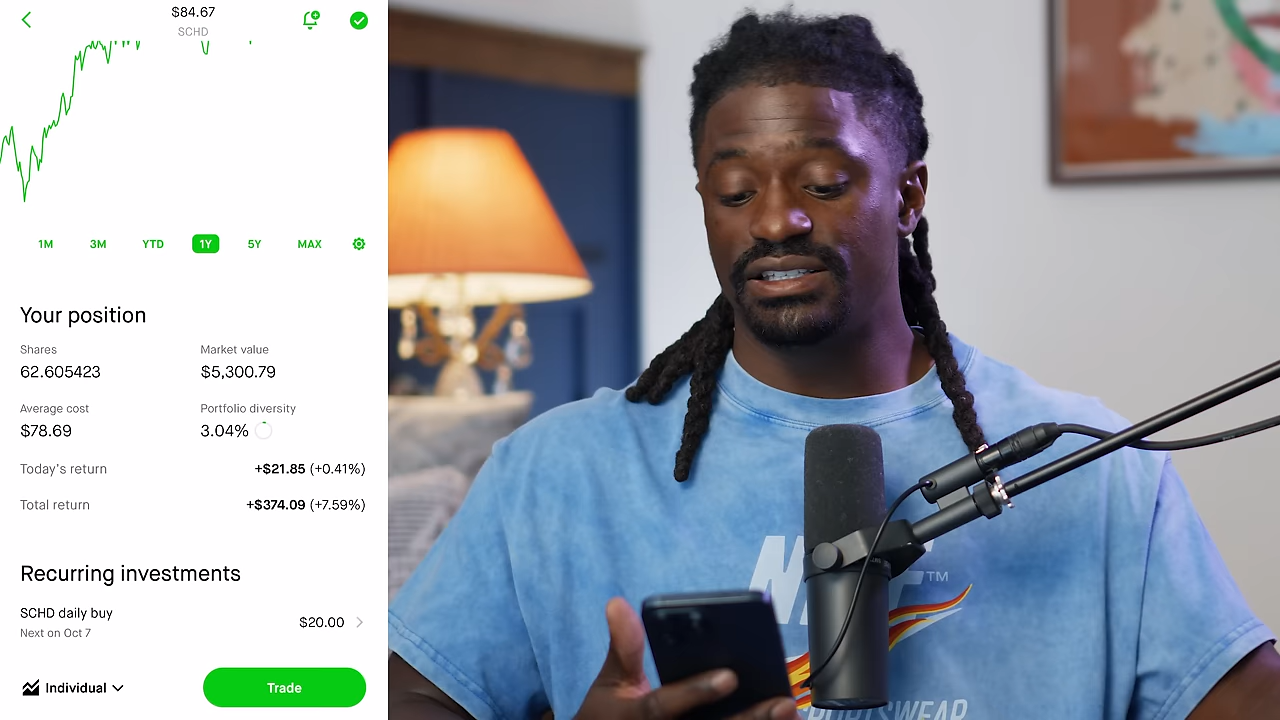 $84.67
SCHD
1M 3M YTD 1Y 5Y MAX
Your position
Shares Market value
62.605423 $5,300.79
Average cost Portfolio diversity
$78.69 3.04%
Today's return +$21.85 (+0.41%)
Total return +$374.09 (+7.59%)
Recurring investments
SCHD daily buy
$20.00
Next on Oct 7
Individual Trade
TM
SPORTSWEAR